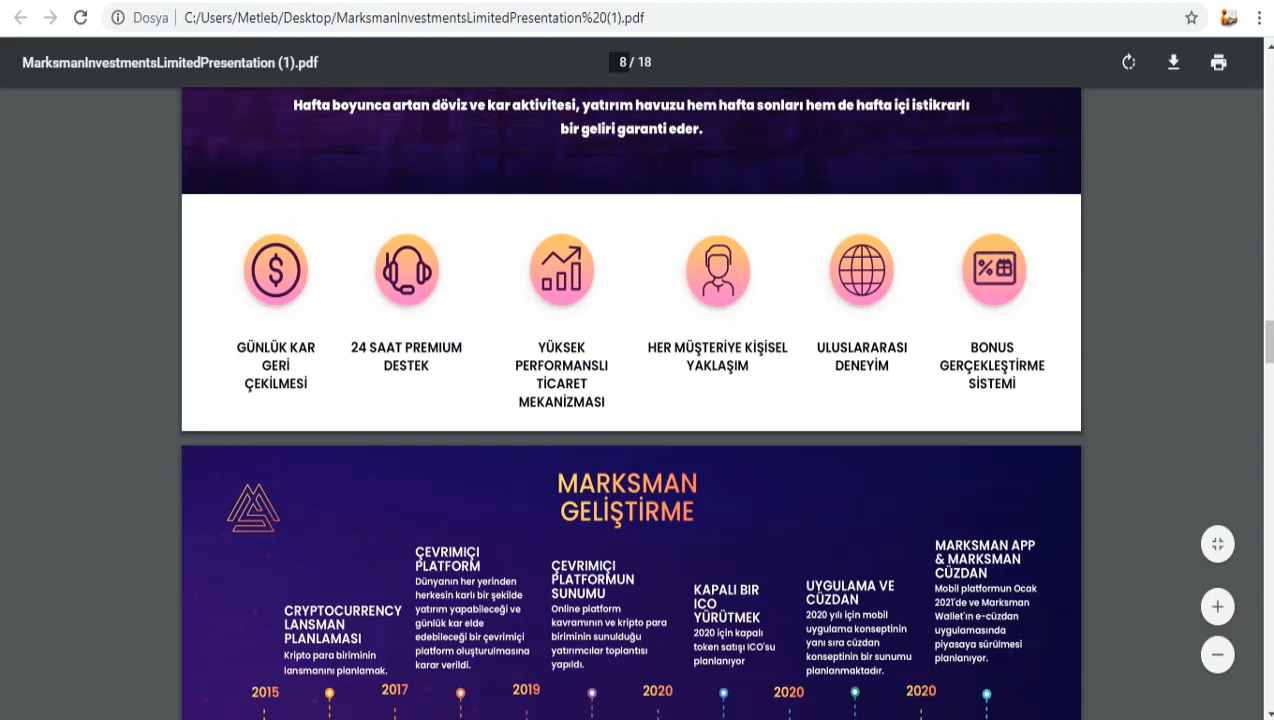 Dosya
C:/Users/Metleb/Desktop/MarksmanInvestmentsLimitedPresentation%20(1).pdf
MarksmanInvestmentsLimitedPresentation (1).pdf
8 / 18
Hafta boyunca artan döviz ve kar aktivitesi, yatırım havuzu hem hafta sonları hem de hafta içi istikrarlı
bir geliri garanti eder.
GÜNLÜK KAR
GERİ
ÇEKİLMESİ
24 SAAT PREMIUM
DESTEK
YÜKSEK
PERFORMANSLI
TİCARET
MEKANİZMASI
HER MÜŞTERİYE KİŞİSEL
YAKLAŞIM
ULUSLARARASI
DENEYİM
BONUS
GERÇEKLEŞTİRME
SİSTEMİ
MARKSMAN
GELİŞTİRME
CRYPTOCURRENCY
LANSMAN
PLANLAMASI
Kripto para biriminin
lansmanını planlamak.
ÇEVRIMIÇI
PLATFORM
Dünyanın her yerinden
herkesin karlı bir şekilde
yatırım yapabileceği ve
günlük kar elde
edebileceği bir çevrimiçi
platform oluşturulmasına
karar verildi.
ÇEVRIMIÇI
PLATFORMUN
SUNUMU
Online platform
kavramının ve kripto para
biriminin sunulduğu
yatırımcılar toplantısı
yapıldı.
KAPALI BIR
ICO
YÜRÜTMEK
2020 için kapalı
token satışı ICO'su
planlanıyor
UYGULAMA VE
CÜZDAN
2020 yılı için mobil
uygulama konseptinin
yanı sıra cüzdan
konseptinin bir sunumu
planlanmaktadır.
MARKSMAN APP
& MARKSMAN
CÜZDAN
Mobil platformun Ocak
2021'de ve Marksman
Wallet'ın e-cüzdan
uygulamasında
piyasaya sürülmesi
planlanıyor.
2015
2017
2019
2020
2020
2020